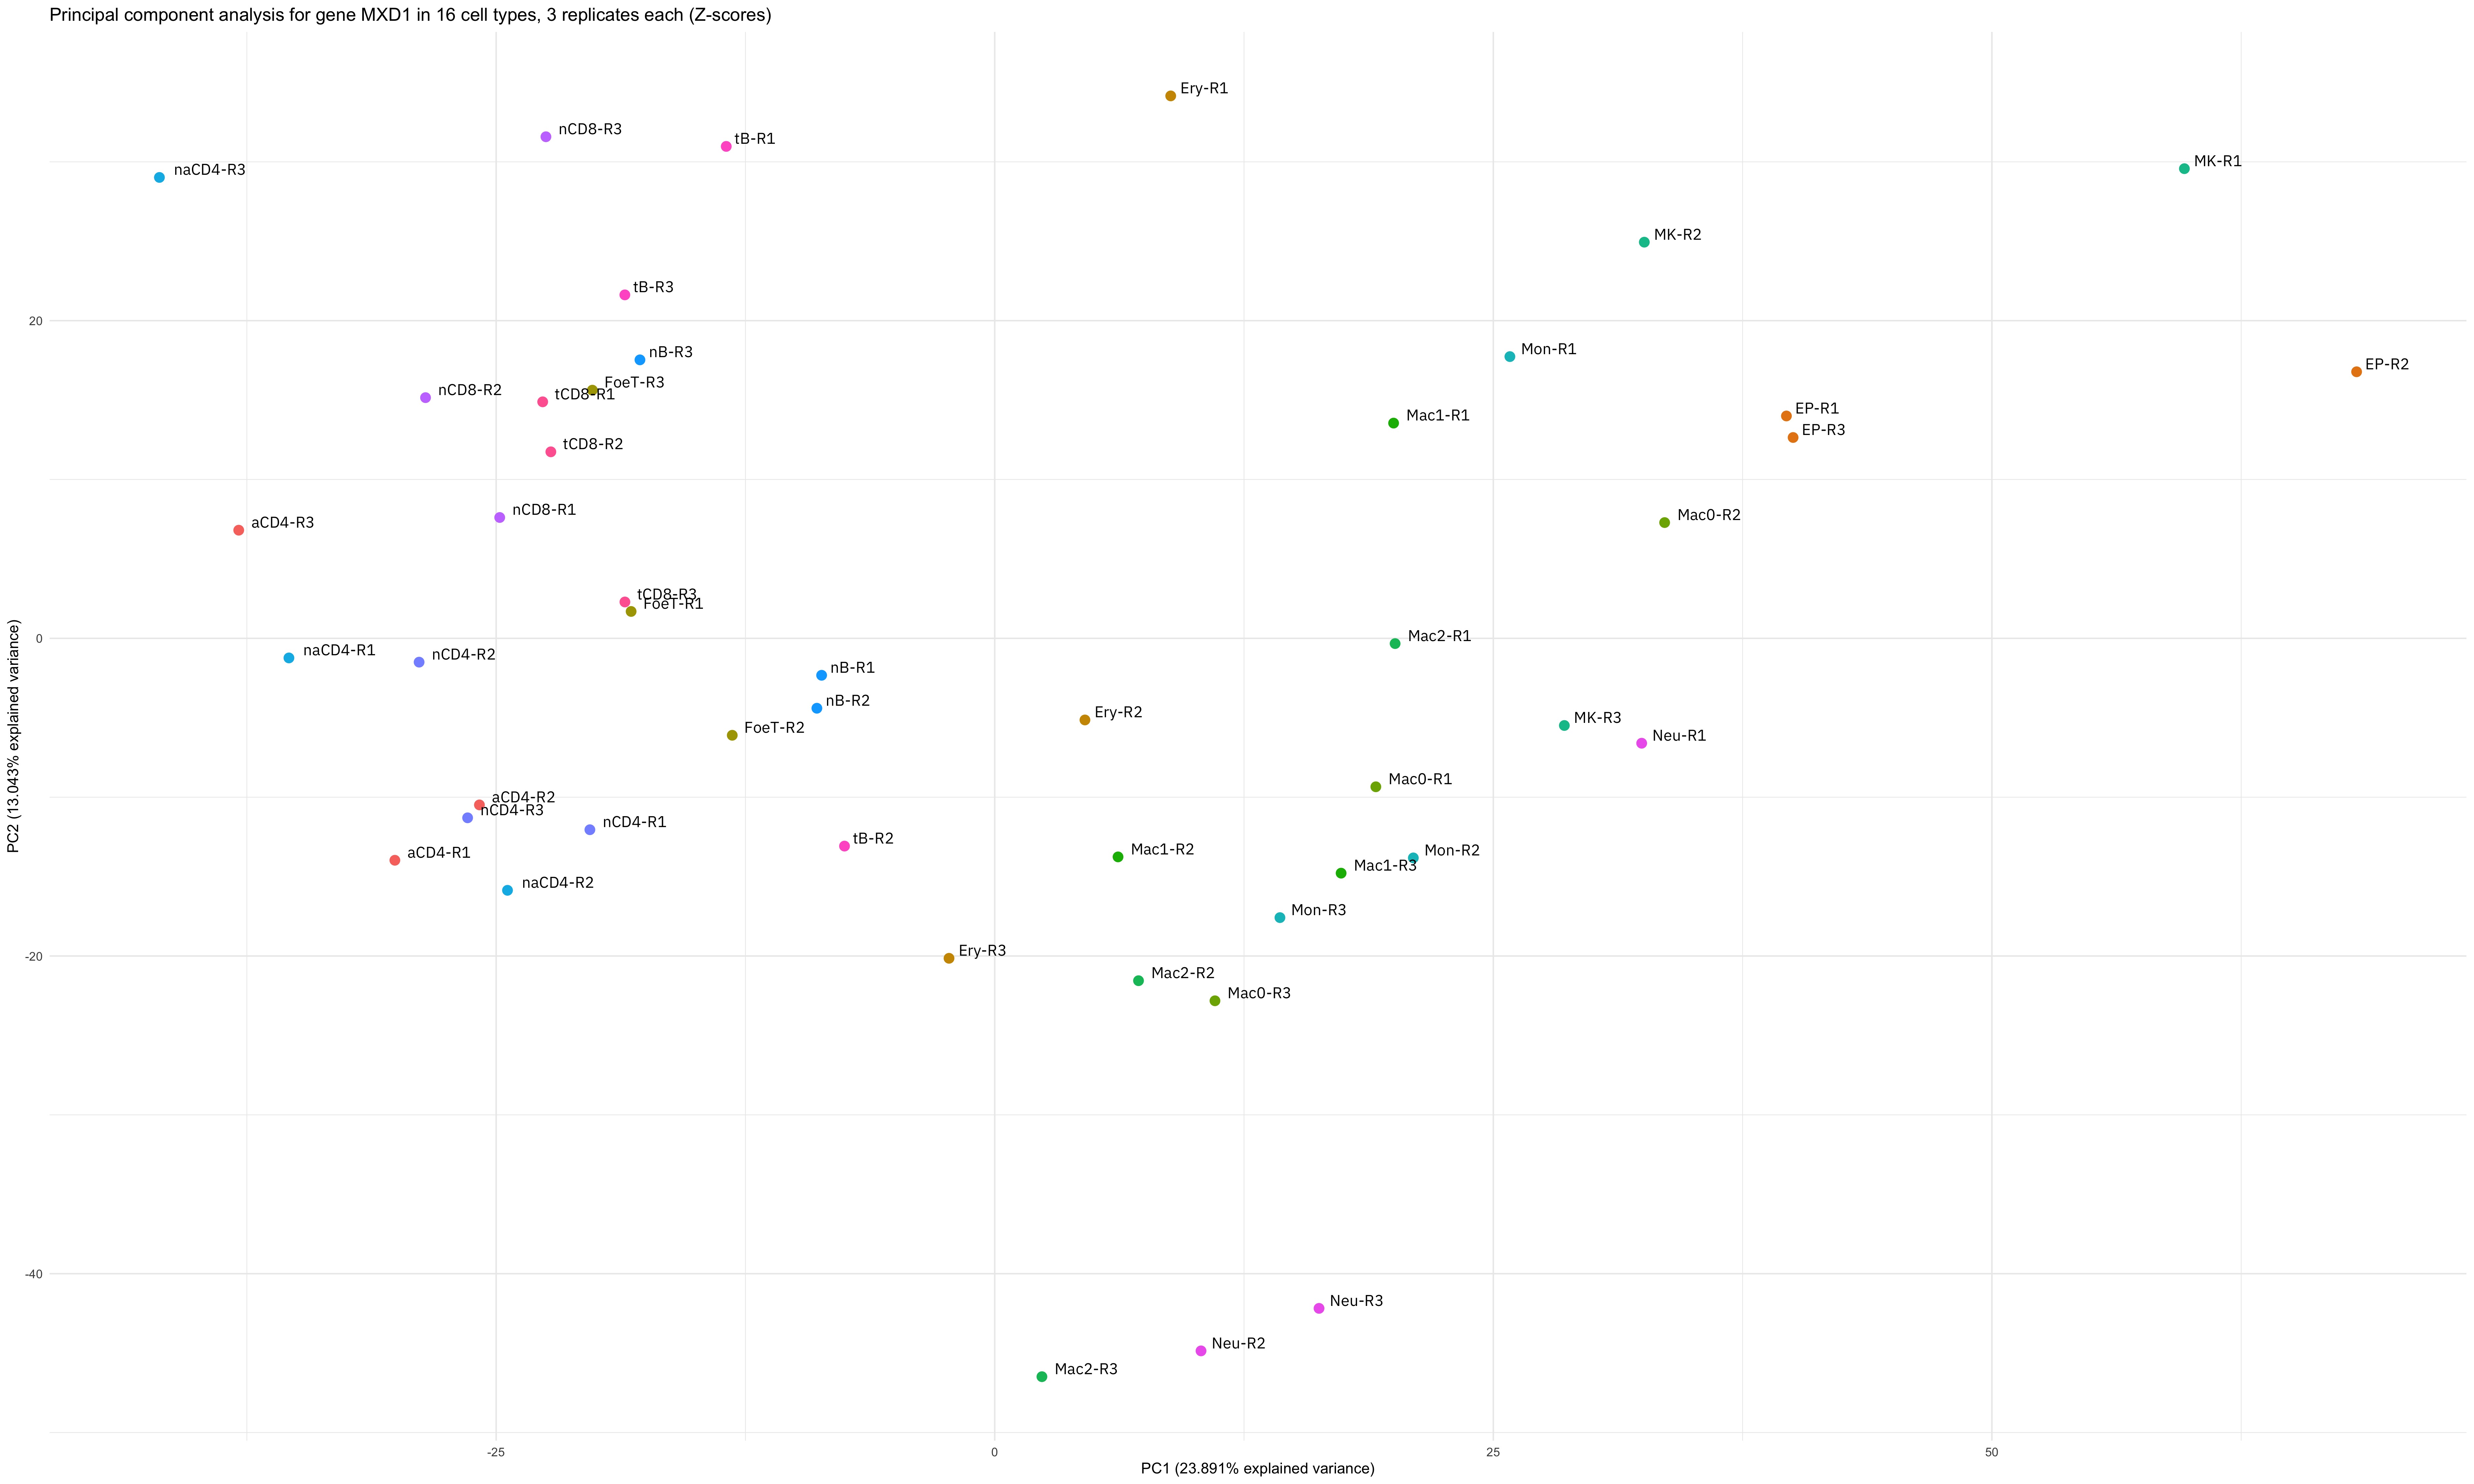 Principal component analysis for gene MXD1 in 16 cell types, 3 replicates each (Z-scores)
Ery-R1
nCD8-R3
tB-R1
MK-R1
naCD4-R3
MK-R2
tB-R3
20
Mon-R1
nB-R3
EP-R2
FoeT-R3
nCD8-R2
tCD8-R1
EP-R1
Mac1-R1
EP-R3
tCD8-R2
Mac0-R2
nCD8-R1
aCD4-R3
tCD8-R3
FoeT-R1
0
Mac2-R1
naCD4-R1
nCD4-R2
nB-R1
nB-R2
Ery-R2
MK-R3
FoeT-R2
Neu-R1
PC2 (13.043% explained variance)
Mac0-R1
aCD4-R2
nCD4-R3
nCD4-R1
tB-R2
Mac1-R2
Mon-R2
aCD4-R1
Mac1-R3
naCD4-R2
Mon-R3
Ery-R3
-20
Mac2-R2
Mac0-R3
-40
Neu-R3
Neu-R2
Mac2-R3
-25
0
25
50
PC1 (23.891% explained variance)